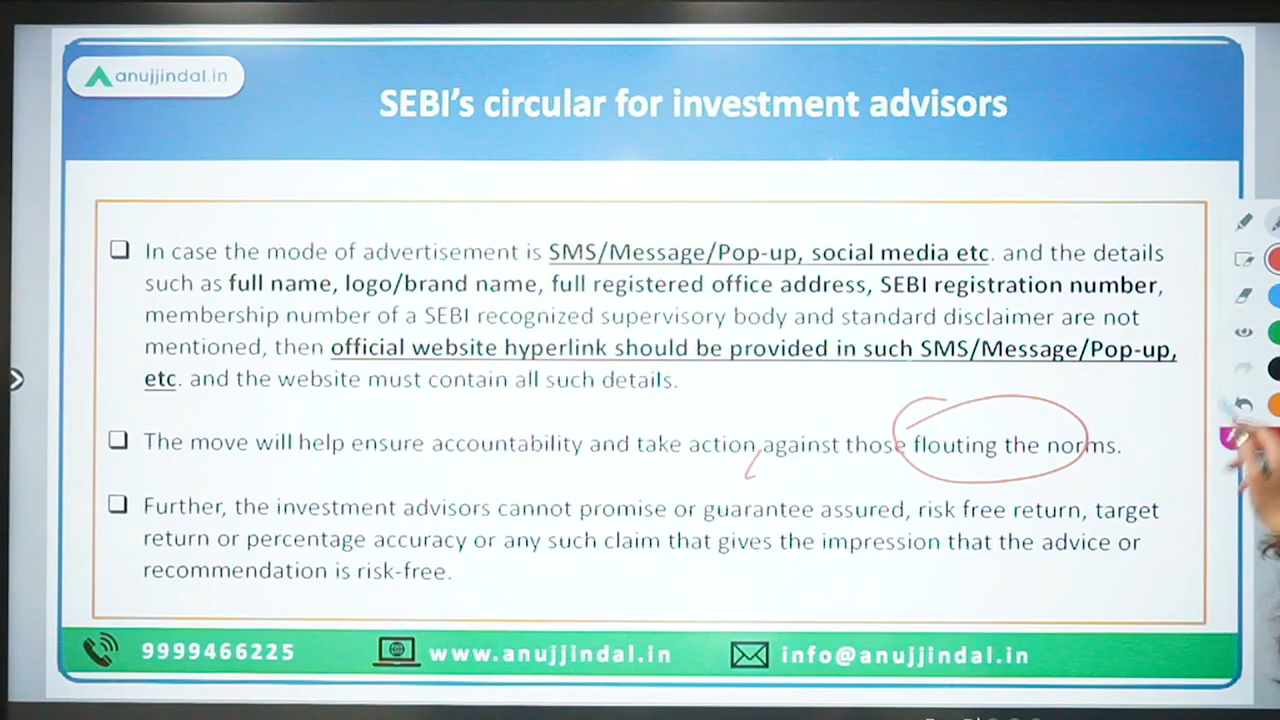 anujjindal.in
SEBI's circular for investment advisors
In case the mode of advertisement is SMS/Message/Pop-up, social media etc. and the details
such as full name, logo/brand name, full registered office address, SEBI registration number,
membership number of a SEBI recognized supervisory body and standard disclaimer are not
mentioned, then official website hyperlink should be provided in such SMS/Message/Pop-up,
etc. and the website must contain all such details.
The move will help ensure accountability and take action against those flouting the norms.
Further, the investment advisors cannot promise or guarantee assured, risk free return, target
return or percentage accuracy or any such claim that gives the impression that the advice or
recommendation is risk-free.
9999466225 www.anujjindal.in info@anujjindal.in